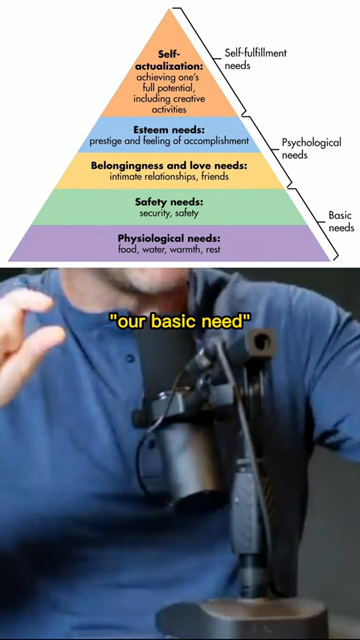 Self-
actualization:
achieving one's
full potential,
including creative
activities
Self-fulfillment
needs
Esteem needs:
prestige and feeling of accomplishment
Psychological
needs
Belongingness and love needs:
intimate relationships, friends
Safety needs:
security, safety
Basic
needs
Physiological needs:
food, water, warmth, rest
"our basic need"